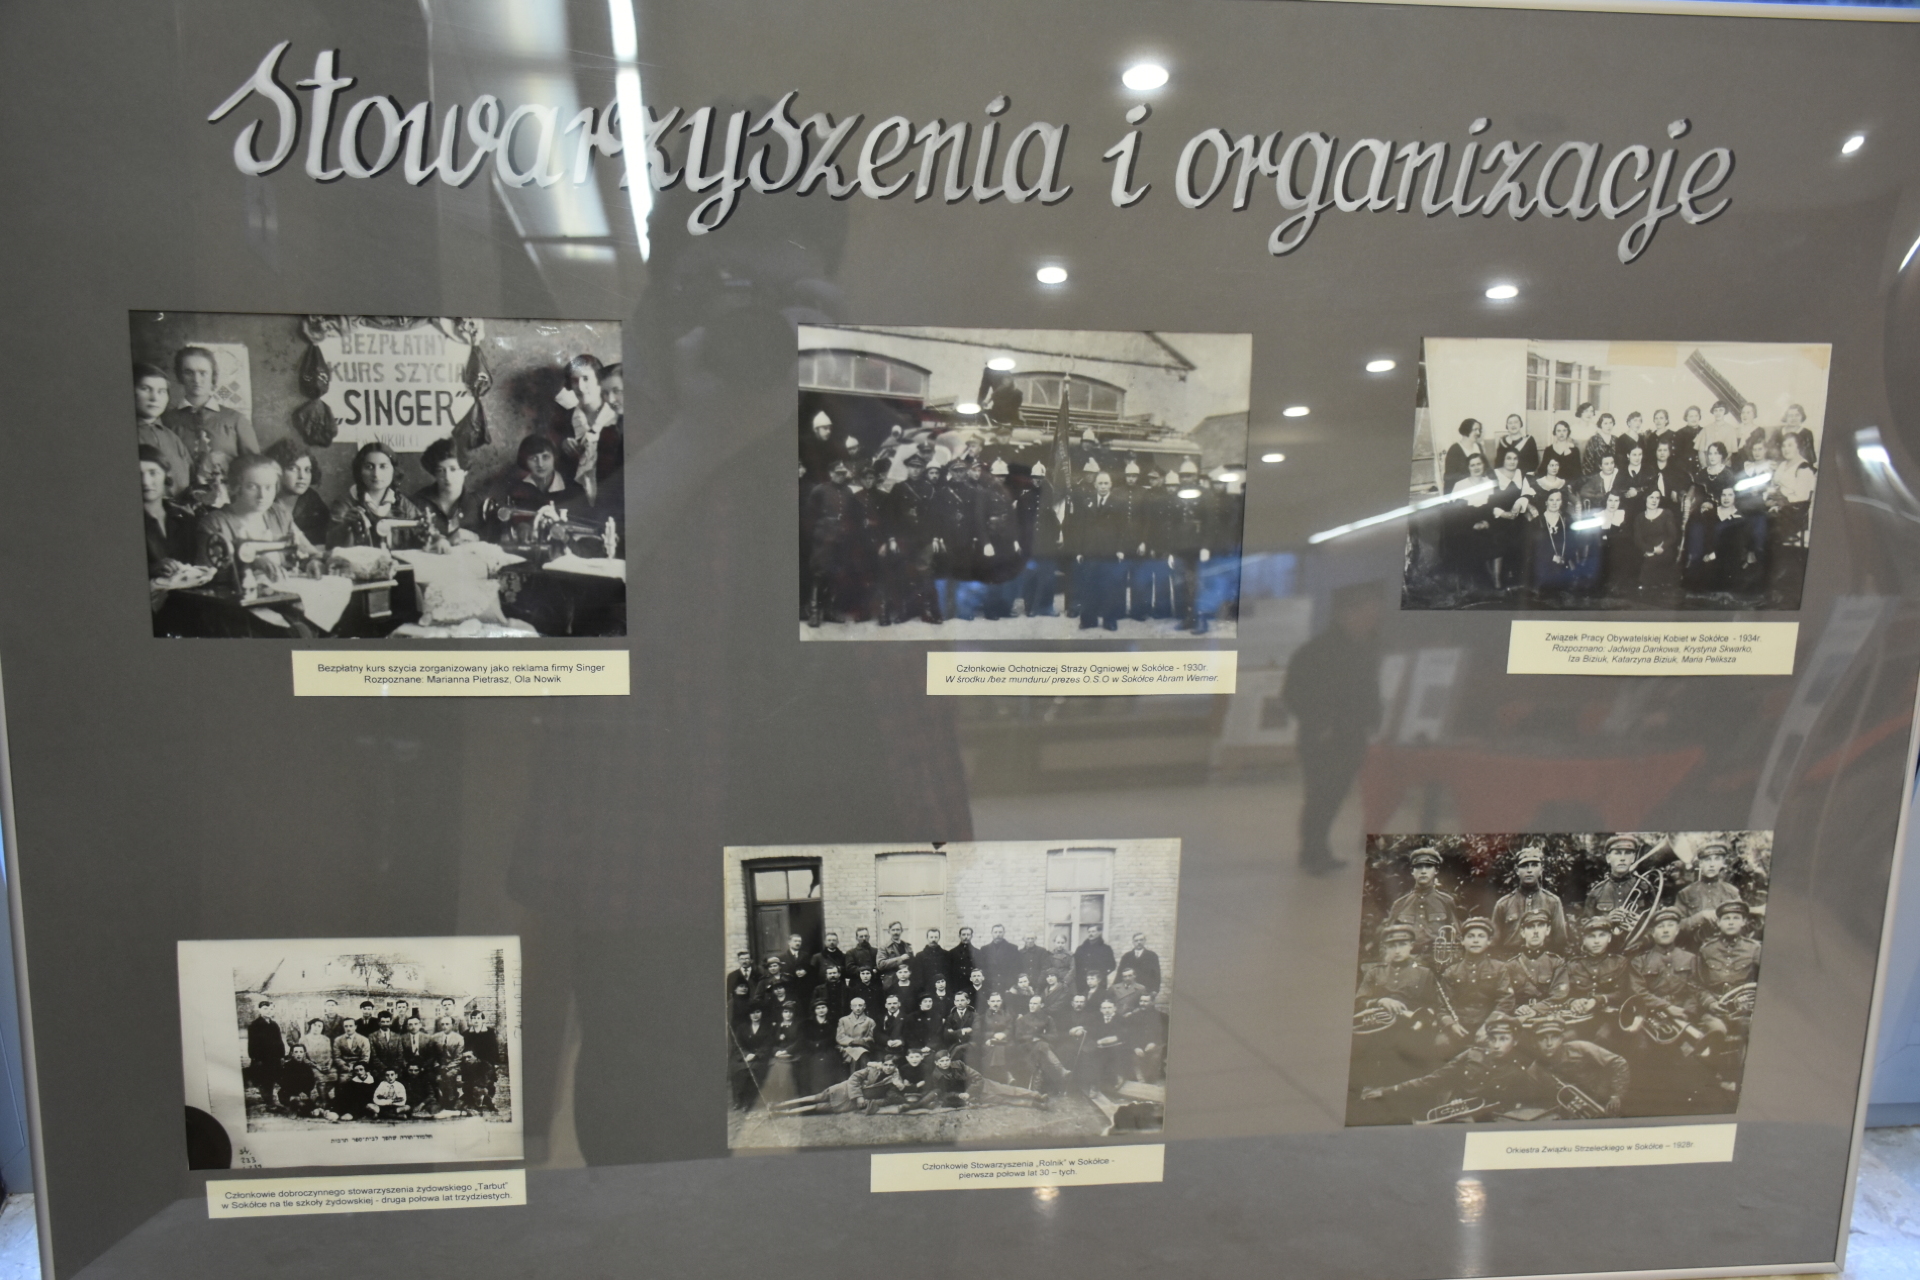 Stowarzyszenia i organizacje
BEZPŁATNY
KURS SZYCIA
„SINGER”
Bezpłatny kurs szycia zorganizowany jako reklama firmy Singer
Rozpoznane: Marianna Pietrasz, Ola Nowik
Członkowie Ochotniczej Straży Ogniowej w Sokółce - 1930r.
W środku /bez munduru/ prezes O.S.O w Sokółce Abram Werner.
Związek Pracy Obywatelskiej Kobiet w Sokółce - 1934r.
Rozpoznano: Jadwiga Dankowa, Krystyna Skwarko,
Iza Biziuk, Katarzyna Biziuk, Maria Peliksza
34.
Członkowie dobroczynnego stowarzyszenia żydowskiego „Tarbut”
w Sokółce na tle szkoły żydowskiej - druga połowa lat trzydziestych.
Członkowie Stowarzyszenia „Rolnik” w Sokółce -
pierwsza połowa lat 30 – tych.
Orkiestra Związku Strzeleckiego w Sokółce – 1928r.